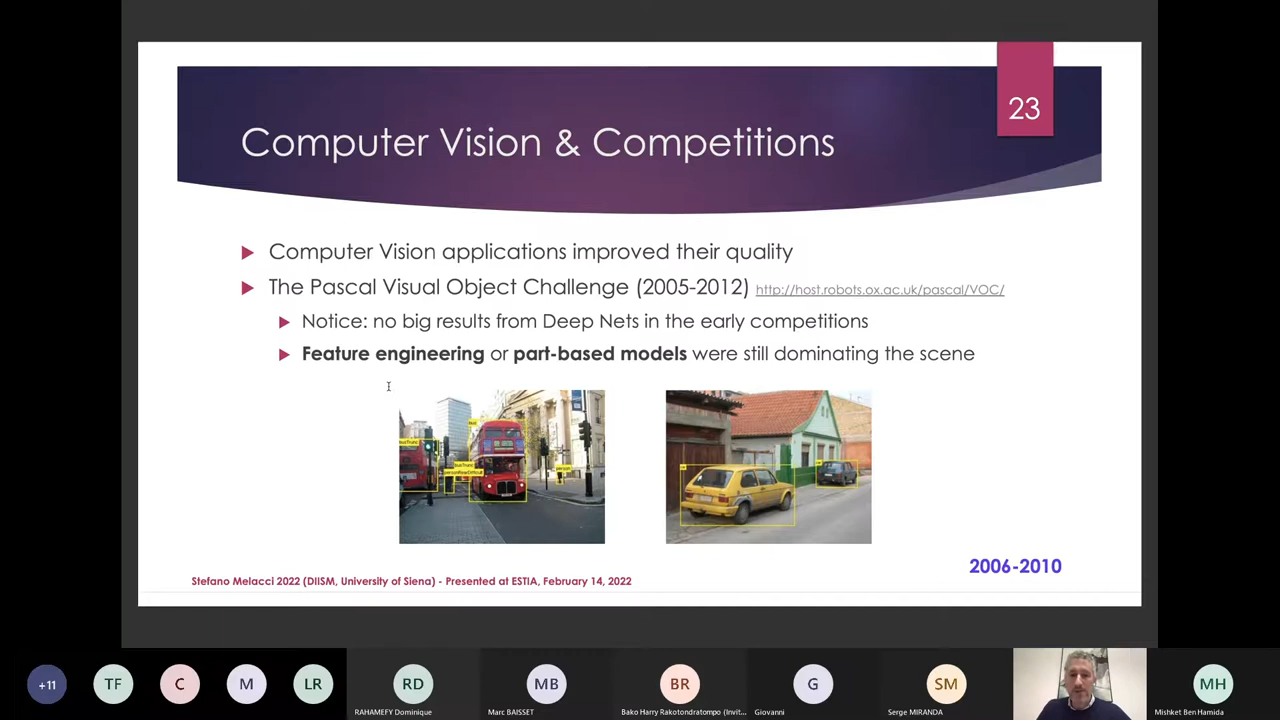 23
Computer Vision & Competitions
Computer Vision applications improved their quality
The Pascal Visual Object Challenge (2005-2012) http://host.robots.ox.ac.uk/pascal/VOC/
Notice: no big results from Deep Nets in the early competitions
Feature engineering or part-based models were still dominating the scene
2006-2010
Stefano Melacci 2022 (DIISM, University of Siena) - Presented at ESTIA, February 14, 2022
+11
TF
C
M
LR
RD
MB
BR
G
SM
MH
RAHAMEFY Dominique
Marc BAISSET
Bako Harry Rakotondratompo (Invit...
Giovanni
Serge MIRANDA
Mishket Ben Hamida